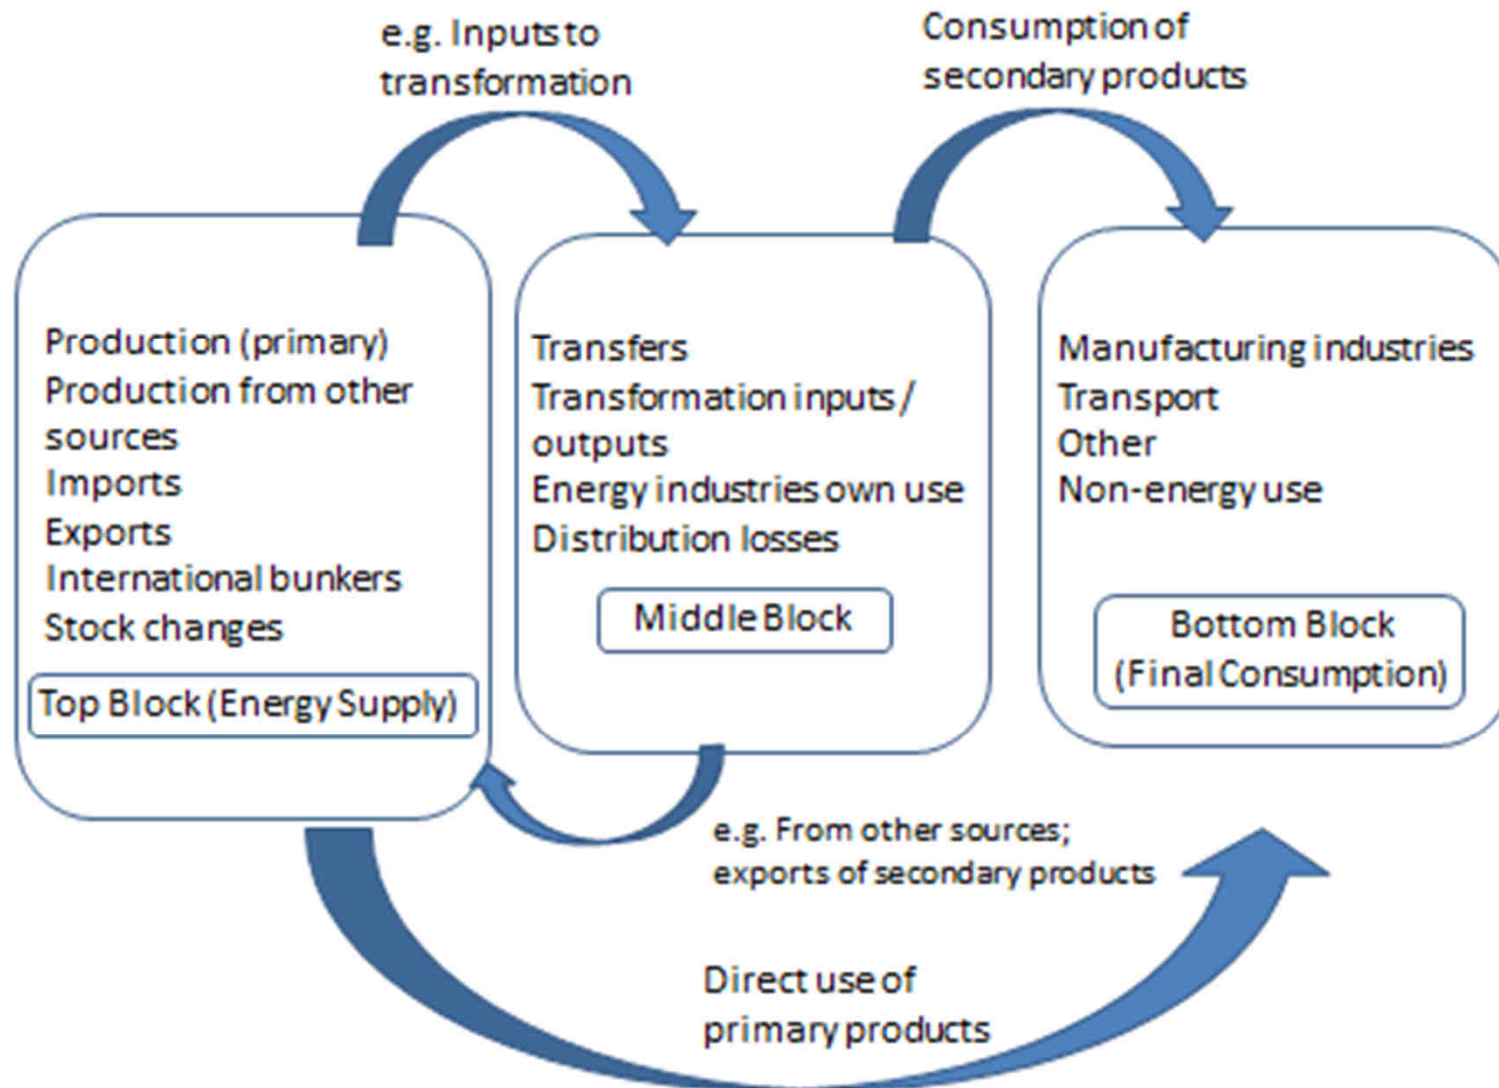 e.g. Inputs to
transformation
Consumption of
secondary products
Production (primary)
Production from other
sources
Imports
Exports
International bunkers
Stock changes
Top Block (Energy Supply)
Transfers
Transformation inputs /
outputs
Energy industries own use
Distribution losses
Middle Block
Manufacturing industries
Transport
Other
Non-energy use
Bottom Block
(Final Consumption)
e.g. From other sources;
exports of secondary products
Direct use of
primary products